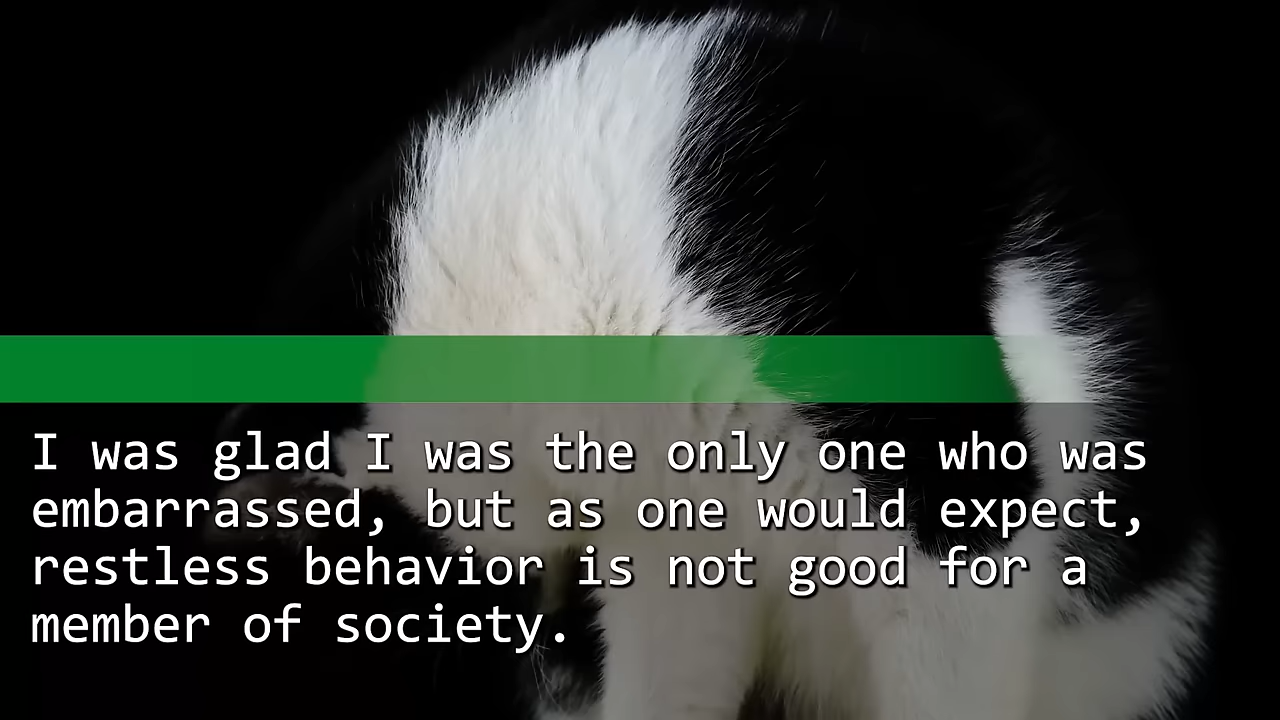 I was glad I was the only one who was
embarrassed, but as one would expect,
restless behavior is not good for a
member of society.